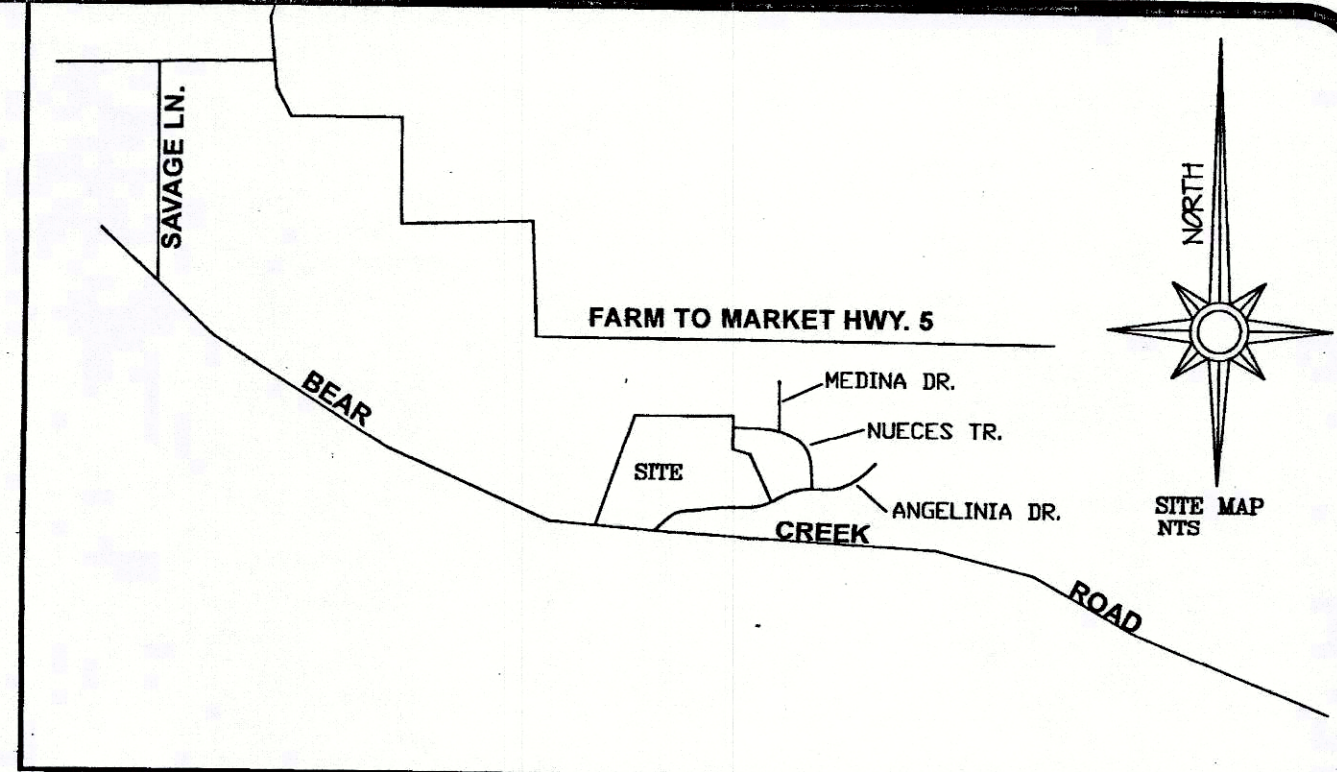 SAVAGE LN.
NORTH
FARM TO MARKET HWY. 5
BEAR
MEDINA DR.
NUECES TR.
SITE
ANGELINIA DR.
SITE MAP
NTS
CREEK
ROAD